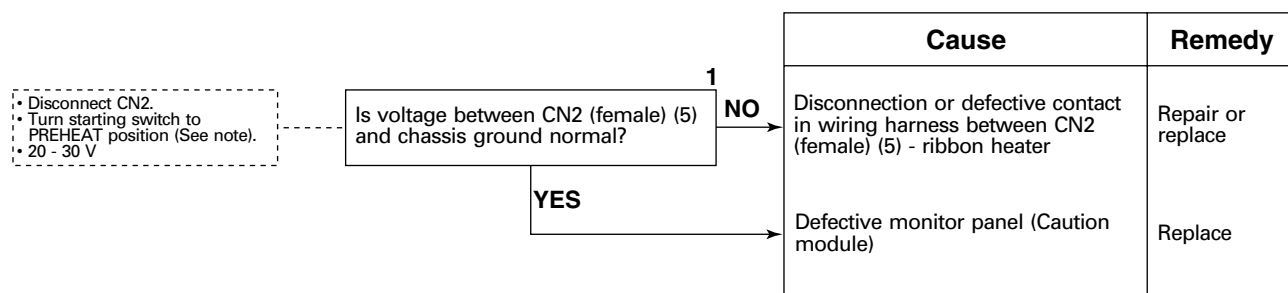 Cause
Remedy
• Disconnect CN2.
• Turn starting switch to
PREHEAT position (See note).
• 20 - 30 V
1
Is voltage between CN2 (female) (5)
and chassis ground normal?
NO
YES
Disconnection or defective contact
in wiring harness between CN2
(female) (5) - ribbon heater
Repair or
replace
Defective monitor panel (Caution
module)
Replace